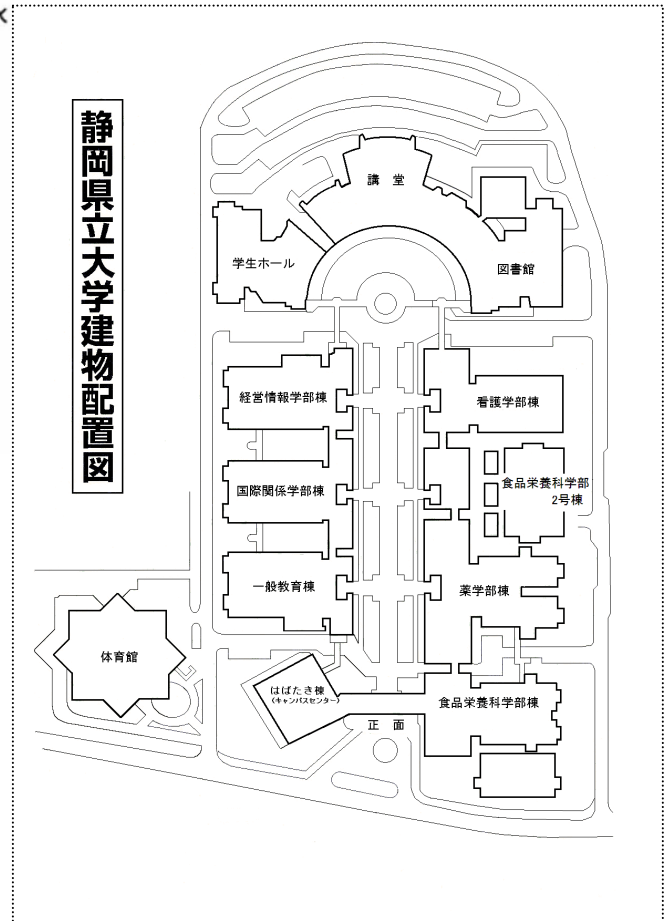 静岡県立大学建物配置図
講堂
学生ホール
図書館
経営情報学部棟
看護学部棟
国際関係学部棟
食品栄養科学部
2号棟
一般教育棟
薬学部棟
体育館
はばたき棟
(キャンパスセンター)
食品栄養科学部棟
正面